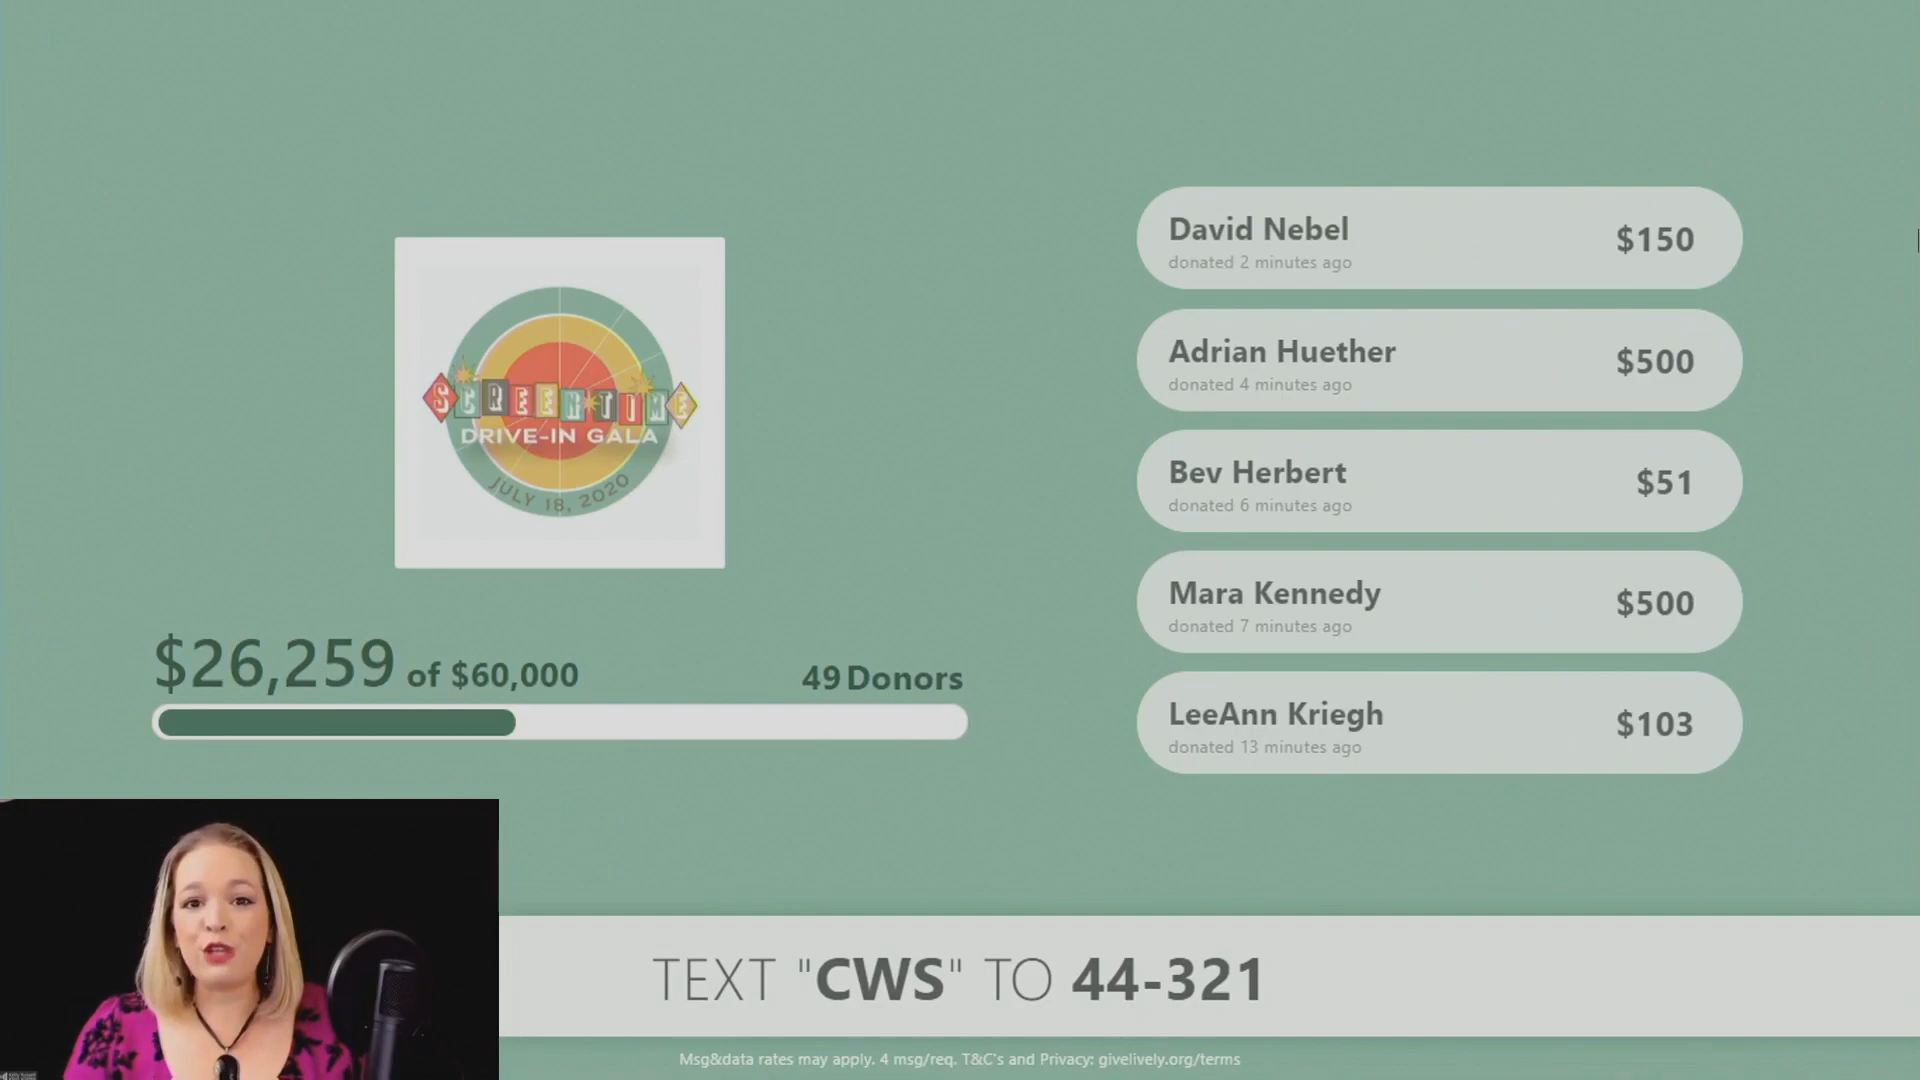 SCREEN TIME
DRIVE-IN GALA
JULY 18, 2020
$26,259 of $60,000
49 Donors
David Nebel
donated 2 minutes ago
$150
Adrian Huether
donated 4 minutes ago
$500
Bev Herbert
donated 6 minutes ago
$51
Mara Kennedy
donated 7 minutes ago
$500
LeeAnn Kriegh
donated 13 minutes ago
$103
TEXT "CWS" TO 44-321
Msg&data rates may apply. 4 msg/req. T&C's and Privacy: givelively.org/terms